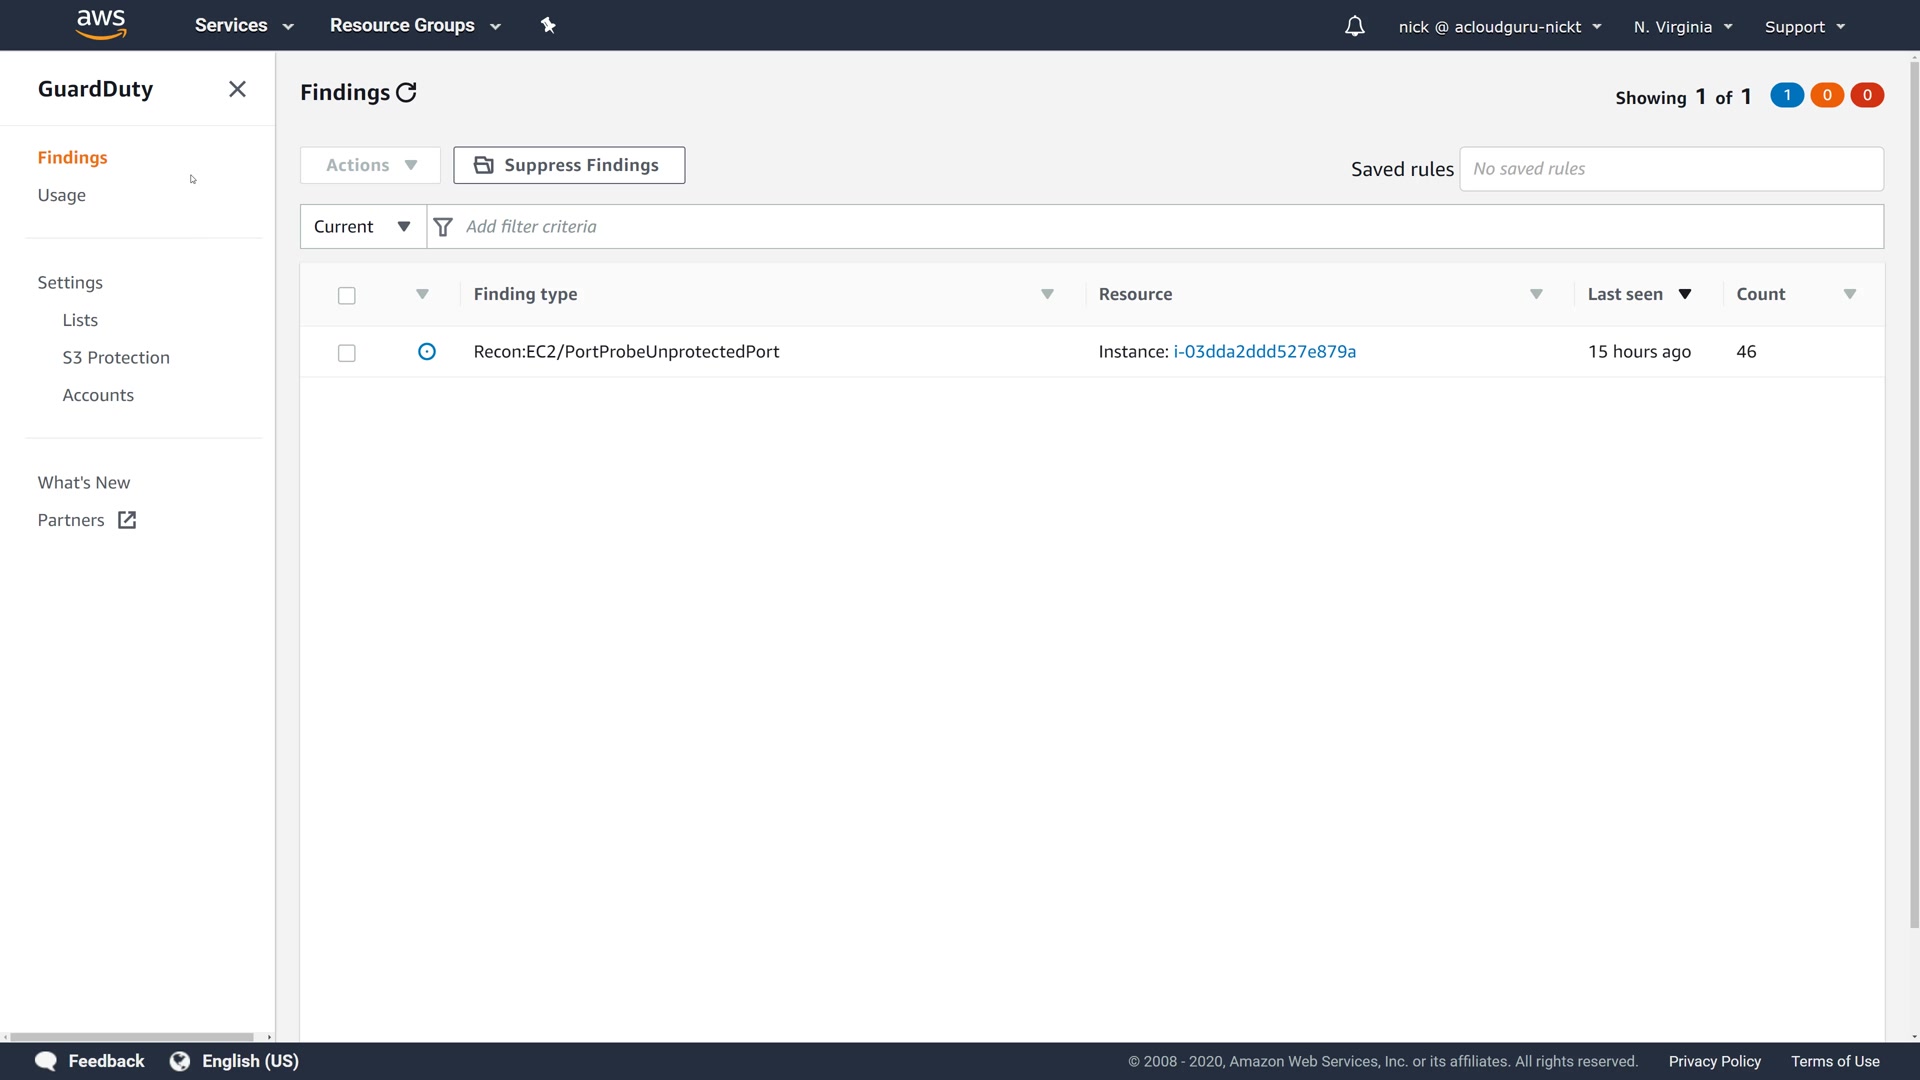 aws Services Resource Groups nick @ acloudguru-nickt N. Virginia Support
GuardDuty
Findings
Usage
Settings
Lists
S3 Protection
Accounts
What's New
Partners
Findings
Showing 1 of 1 1 0 0
Actions Suppress Findings Saved rules No saved rules
Current Add filter criteria
Finding type Resource Last seen Count
Recon:EC2/PortProbeUnprotectedPort Instance: i-03dda2ddd527e879a 15 hours ago 46
Feedback English (US) © 2008 - 2020, Amazon Web Services, Inc. or its affiliates. All rights reserved. Privacy Policy Terms of Use